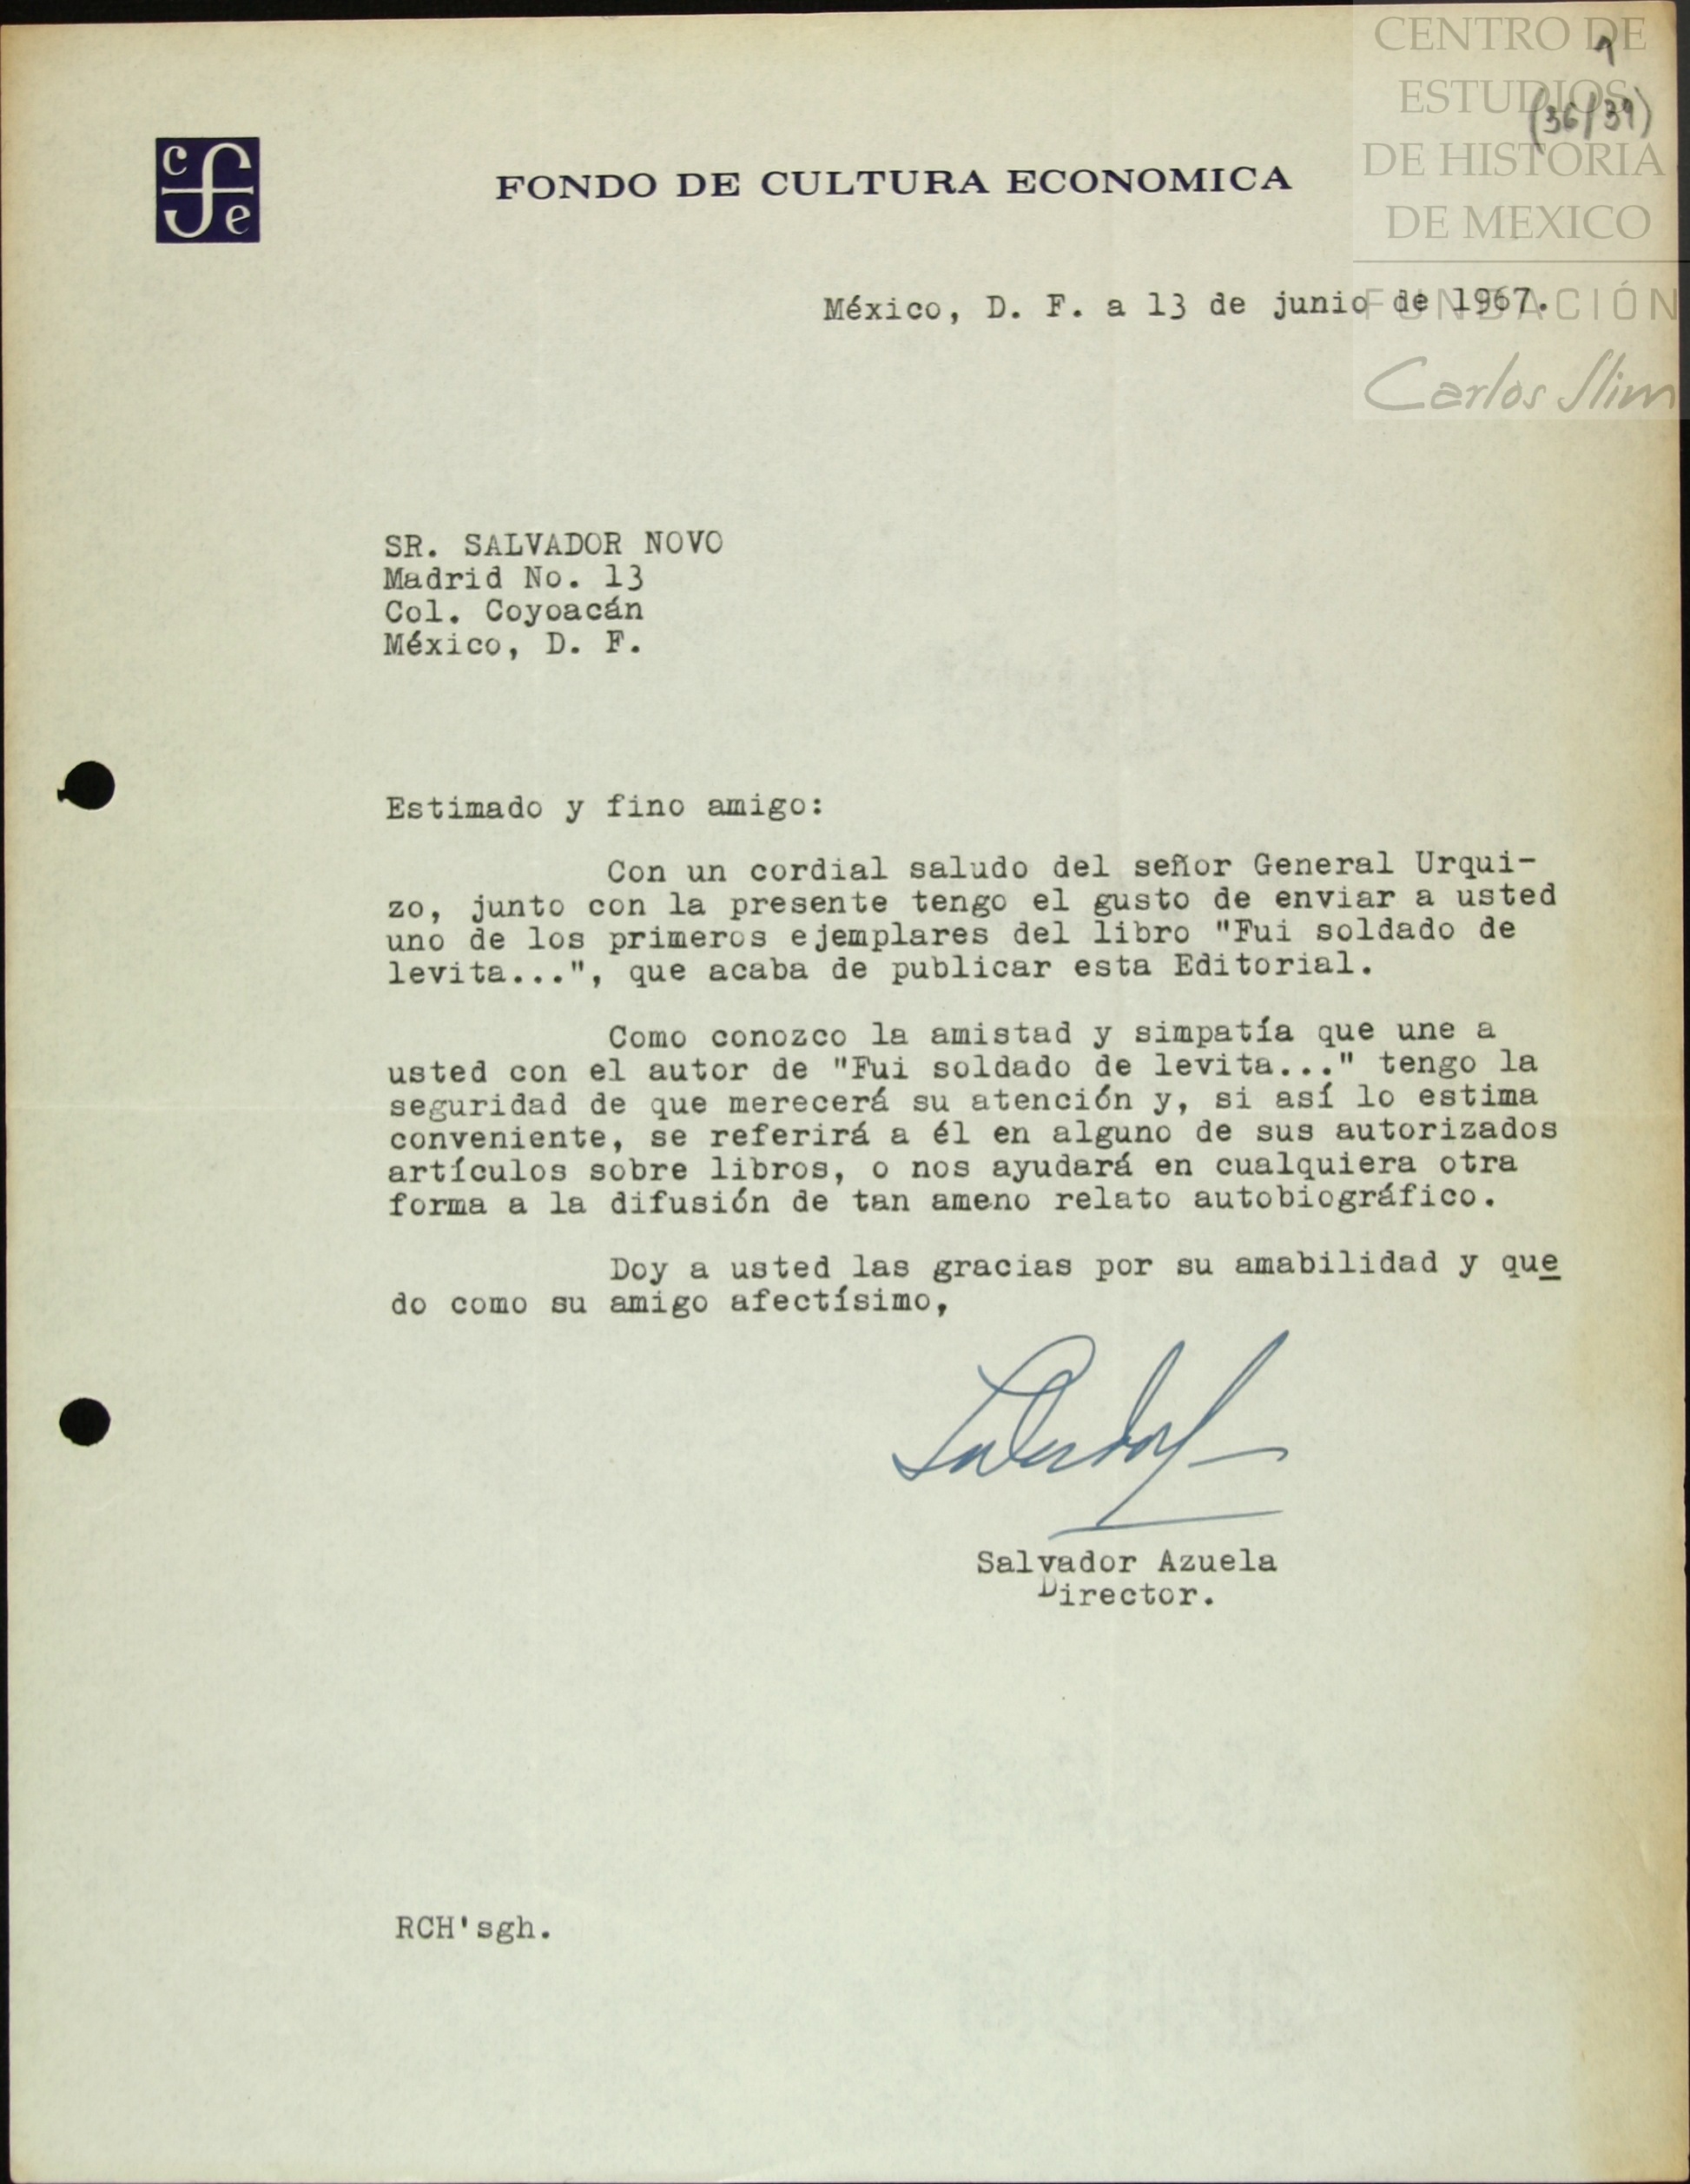 CENTRO DE
ESTUDIOS
DE HISTORIA
DE MEXICO
FUNDACIÓN
Carlos Slim
1
(36/39)
cfe
FONDO DE CULTURA ECONOMICA
México, D. F. a 13 de junio de 1967.
SR. SALVADOR NOVO
Madrid No. 13
Col. Coyoacán
México, D. F.
Estimado y fino amigo:
Con un cordial saludo del señor General Urqui-
zo, junto con la presente tengo el gusto de enviar a usted
uno de los primeros ejemplares del libro "Fui soldado de
levita...", que acaba de publicar esta Editorial.
Como conozco la amistad y simpatía que une a
usted con el autor de "Fui soldado de levita..." tengo la
seguridad de que merecerá su atención y, si así lo estima
conveniente, se referirá a él en alguno de sus autorizados
artículos sobre libros, o nos ayudará en cualquiera otra
forma a la difusión de tan ameno relato autobiográfico.
Doy a usted las gracias por su amabilidad y que
do como su amigo afectísimo,
Salvador Azuela
Director.
RCH'sgh.